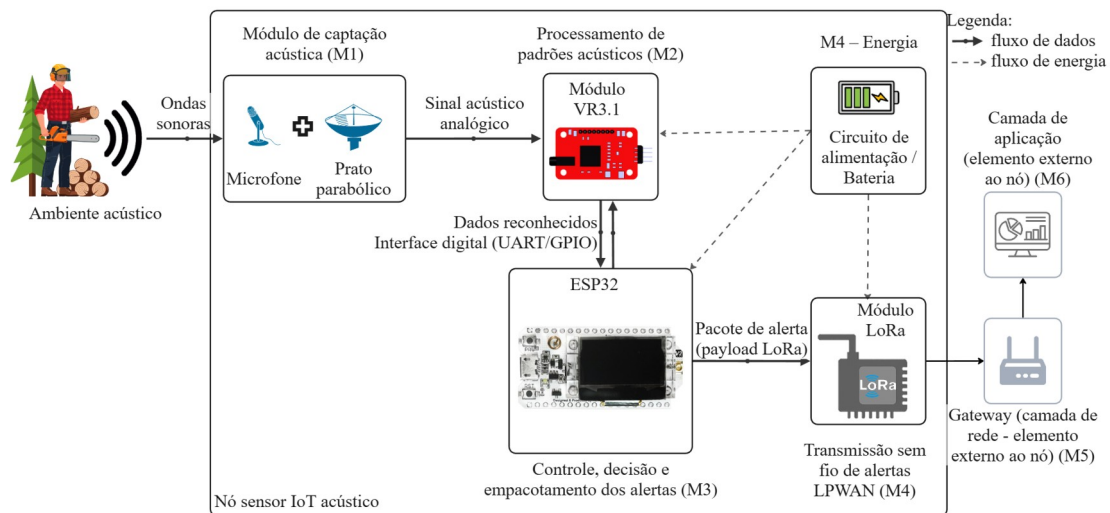 Módulo de captação
acústica (M1)
Processamento de
padrões acústicos (M2)
M4 – Energia
Legenda:
fluxo de dados
fluxo de energia
Ondas
sonoras
Microfone
Prato
parabólico
Sinal acústico
analógico
Módulo
VR3.1
Circuito de
alimentação /
Bateria
Camada de
aplicação
(elemento externo
ao nó) (M6)
Ambiente acústico
Dados reconhecidos
Interface digital (UART/GPIO)
ESP32
Pacote de alerta
(payload LoRa)
Módulo
LoRa
LoRa
Gateway (camada de
rede - elemento
externo ao nó) (M5)
Controle, decisão e
empacotamento dos alertas (M3)
Transmissão sem
fio de alertas
LPWAN (M4)
Nó sensor IoT acústico